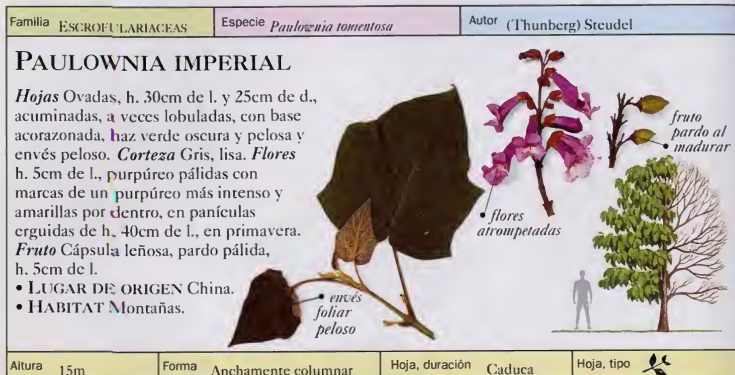 Familia ESCROFULARIACEAS Especie Paulownia tomentosa Autor (Thunberg) Steudel
PAULOWNIA IMPERIAL
Hojas Ovadas, h. 30cm de l. y 25cm de d.,
acuminadas, a veces lobuladas, con base
acorazonada, haz verde oscura y pelosa y
envés peloso. Corteza Gris, lisa. Flores
h. 5cm de l., purpúreo pálidas con
marcas de un purpúreo más intenso y
amarillas por dentro, en panículas
erguidas de h. 40cm de l., en primavera.
Fruto Cápsula leñosa, pardo pálida,
h. 5cm de l.
• LUGAR DE ORIGEN China.
• HABITAT Montañas.
envés
foliar
peloso
flores
atrompetadas
fruto
pardo al
madurar
Altura 15m Forma Anchamente columnar Hoja, duración Caduca Hoja, tipo